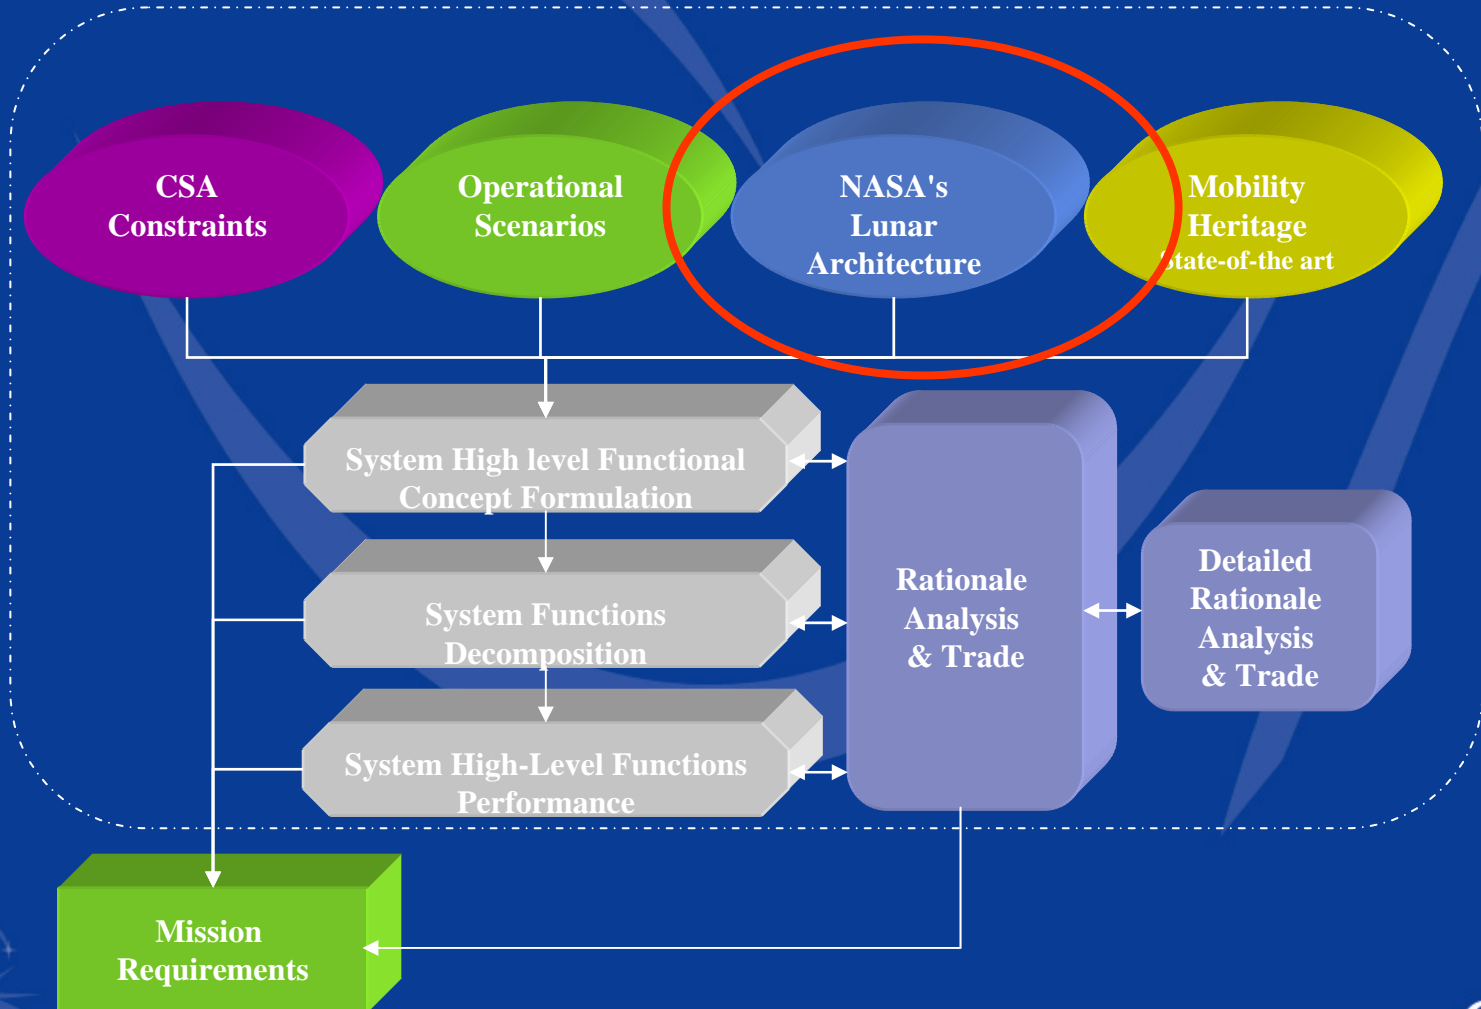 CSA
Constraints
Operational
Scenarios
NASA's
Lunar
Architecture
Mobility
Heritage
State-of-the art
System High level Functional
Concept Formulation
System Functions
Decomposition
System High-Level Functions
Performance
Rationale
Analysis
& Trade
Detailed
Rationale
Analysis
& Trade
Mission
Requirements